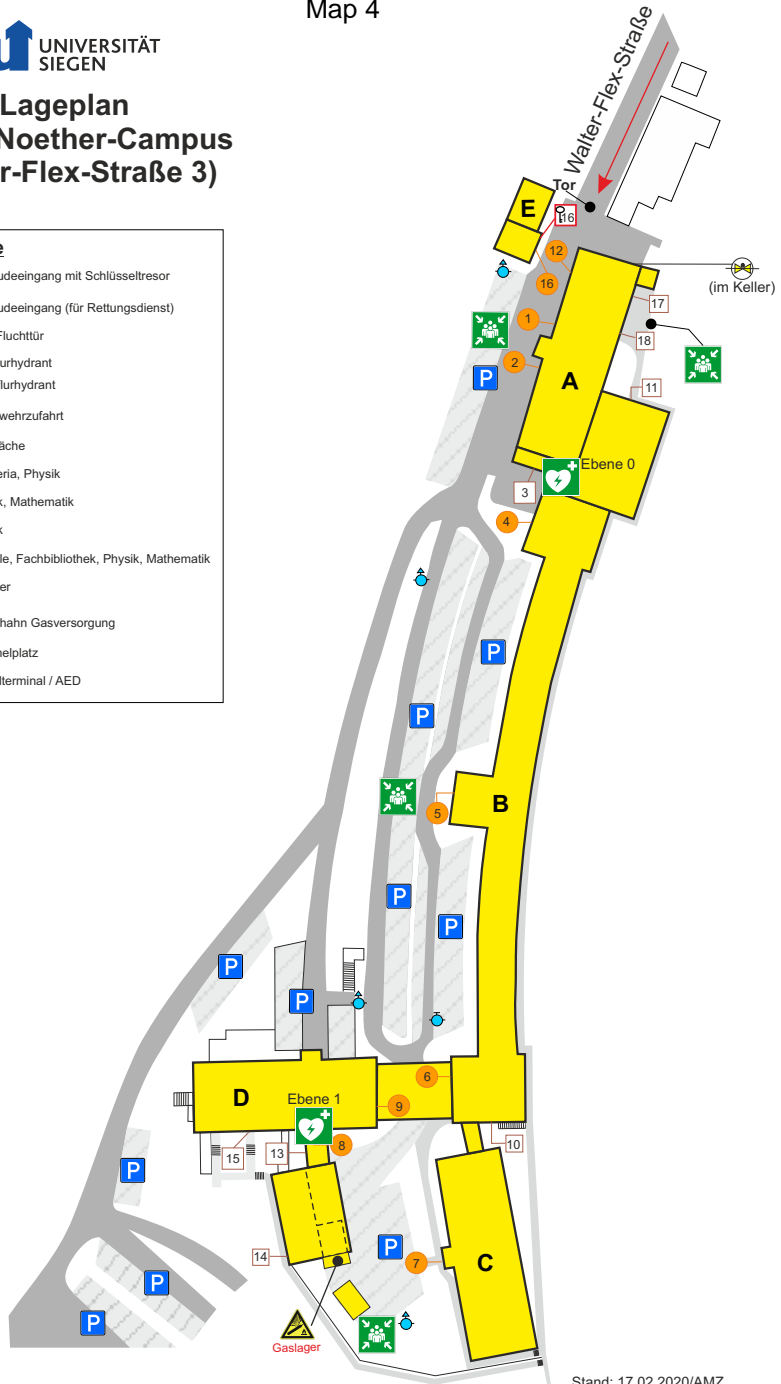 Map 4
UNIVERSITÄT
SIEGEN
Lageplan
Noether-Campus
r-Flex-Straße 3)
e
udeeingang mit Schlüsseltresor
udeeingang (für Rettungsdienst)
Fluchttür
urhydrant
flurhydrant
wehrzufahrt
äche
eria, Physik
k, Mathematik
k
le, Fachbibliothek, Physik, Mathematik
er
hahn Gasversorgung
nelplatz
lterminal / AED
Walter-Flex-Straße
Tor
E
16
12
16
(im Keller)
17
1
18
2
P
A
11
Ebene 0
3
4
P
P
B
5
P
P
P
P
6
D
Ebene 1
9
8
10
15
13
P
14
P
7
C
P
P
Gaslager
Stand: 17.02.2020/AMZ